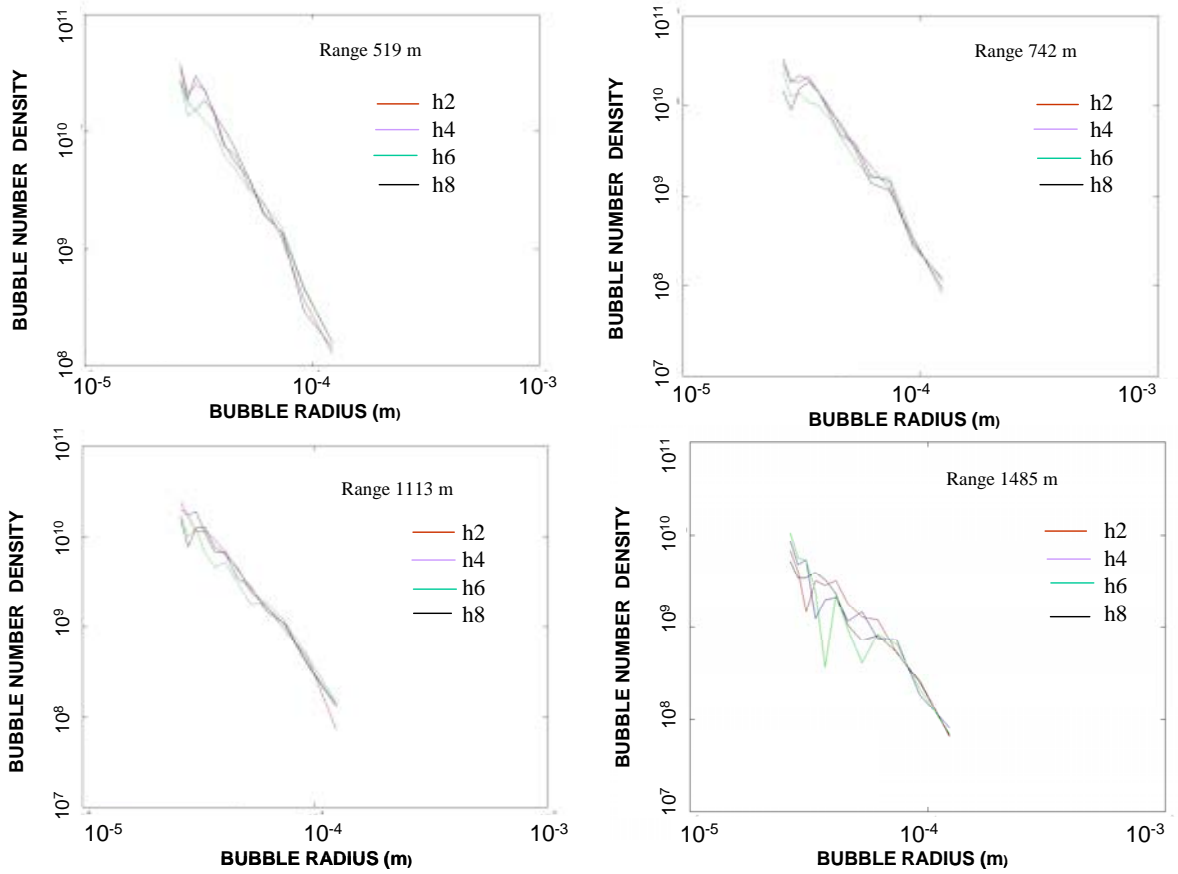 BUBBLE NUMBER DENSITY
10^11
10^10
10^9
10^8
Range 519 m
h2
h4
h6
h8
10^-5
10^-4
10^-3
BUBBLE RADIUS (m)
BUBBLE NUMBER DENSITY
10^11
10^10
10^9
10^8
10^7
Range 742 m
h2
h4
h6
h8
10^-5
10^-4
10^-3
BUBBLE RADIUS (m)
BUBBLE NUMBER DENSITY
10^11
10^10
10^9
10^8
10^7
Range 1113 m
h2
h4
h6
h8
10^-5
10^-4
10^-3
BUBBLE RADIUS (m)
BUBBLE NUMBER DENSITY
10^11
10^10
10^9
10^8
10^7
Range 1485 m
h2
h4
h6
h8
10^-5
10^-4
10^-3
BUBBLE RADIUS (m)